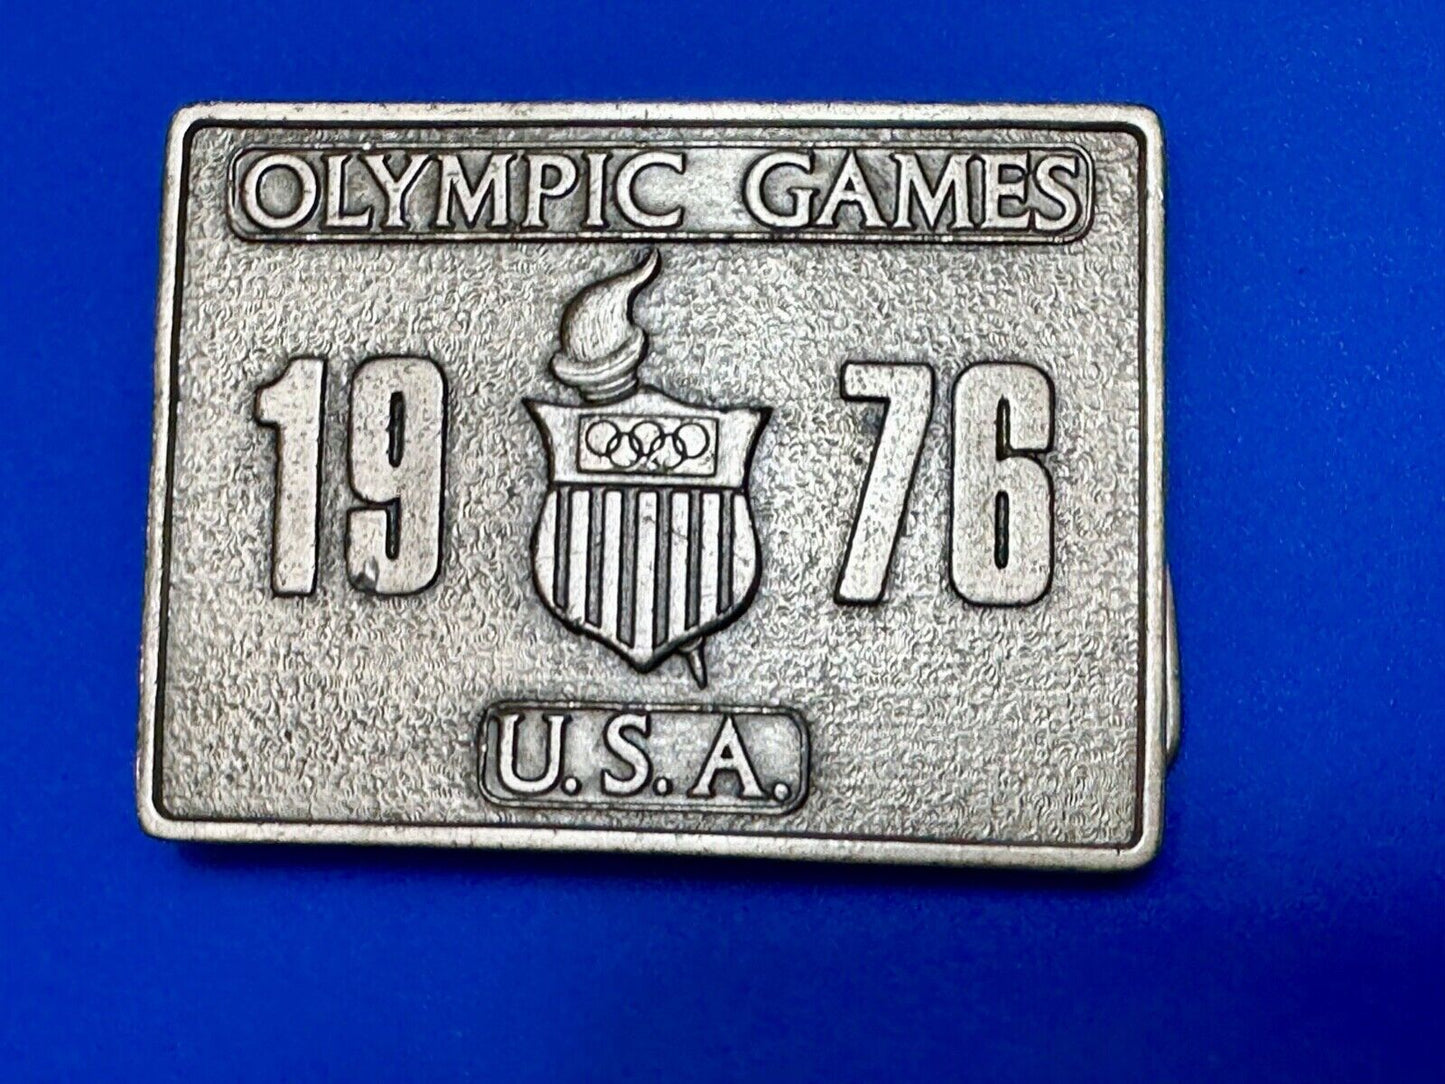 OLYMPIC GAMES
19 76
U.S.A.